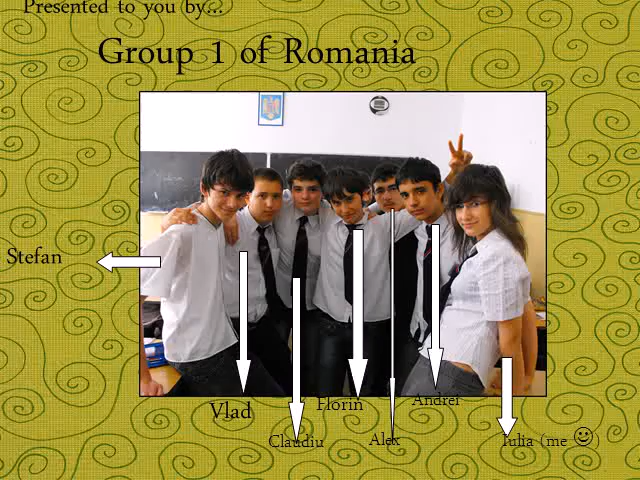 Presented to you by...
Group 1 of Romania
Stefan
Vlad
Florin
Andrei
Claudiu
Alex
Iulia (me ☺)